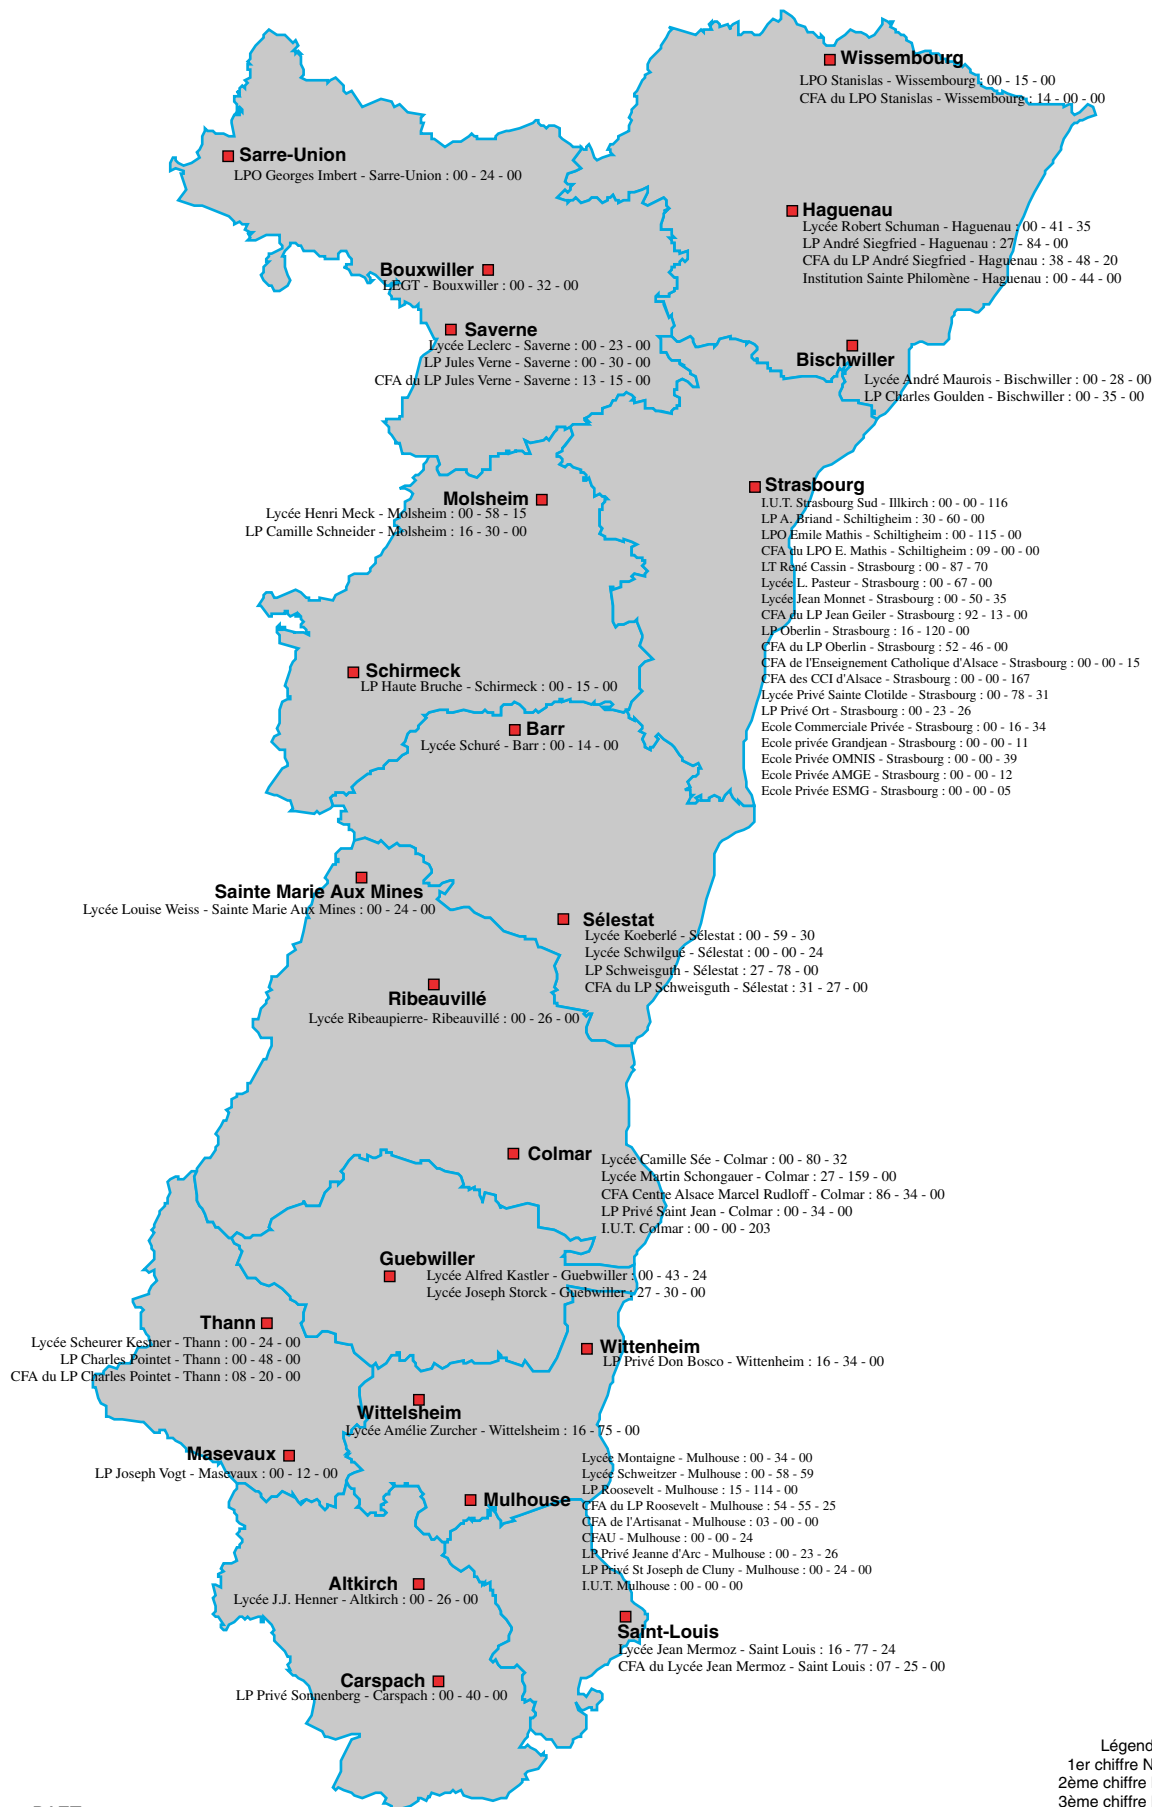 Wissembourg
LPO Stanislas - Wissembourg : 00 - 15 - 00
CFA du LPO Stanislas - Wissembourg : 14 - 00 - 00
Sarre-Union
LPO Georges Imbert - Sarre-Union : 00 - 24 - 00
Haguenau
Lycée Robert Schuman - Haguenau : 00 - 41 - 35
LP André Siegfried - Haguenau : 27 - 84 - 00
CFA du LP André Siegfried - Haguenau : 38 - 48 - 20
Institution Sainte Philomène - Haguenau : 00 - 44 - 00
Bouxwiller
LEGT - Bouxwiller : 00 - 32 - 00
Saverne
Lycée Leclerc - Saverne : 00 - 23 - 00
LP Jules Verne - Saverne : 00 - 30 - 00
CFA du LP Jules Verne - Saverne : 13 - 15 - 00
Bischwiller
Lycée André Maurois - Bischwiller : 00 - 28 - 00
LP Charles Goulden - Bischwiller : 00 - 35 - 00
Molsheim
Lycée Henri Meck - Molsheim : 00 - 58 - 15
LP Camille Schneider - Molsheim : 16 - 30 - 00
Strasbourg
I.U.T. Strasbourg Sud - Illkirch : 00 - 00 - 116
LP A. Briand - Schiltigheim : 30 - 60 - 00
LPO Emile Mathis - Schiltigheim : 00 - 115 - 00
CFA du LPO E. Mathis - Schiltigheim : 09 - 00 - 00
LT René Cassin - Strasbourg : 00 - 87 - 70
Lycée L. Pasteur - Strasbourg : 00 - 67 - 00
Lycée Jean Monnet - Strasbourg : 00 - 50 - 35
CFA du LP Jean Geiler - Strasbourg : 92 - 13 - 00
LP Oberlin - Strasbourg : 16 - 120 - 00
CFA du LP Oberlin - Strasbourg : 52 - 46 - 00
CFA de l'Enseignement Catholique d'Alsace - Strasbourg : 00 - 00 - 15
CFA des CCI d'Alsace - Strasbourg : 00 - 00 - 167
Lycée Privé Sainte Clotilde - Strasbourg : 00 - 78 - 31
LP Privé Ort - Strasbourg : 00 - 23 - 26
Ecole Commerciale Privée - Strasbourg : 00 - 16 - 34
Ecole privée Grandjean - Strasbourg : 00 - 00 - 11
Ecole Privée OMNIS - Strasbourg : 00 - 00 - 39
Ecole Privée AMGE - Strasbourg : 00 - 00 - 12
Ecole Privée ESMG - Strasbourg : 00 - 00 - 05
Schirmeck
LP Haute Bruche - Schirmeck : 00 - 15 - 00
Barr
Lycée Schuré - Barr : 00 - 14 - 00
Sainte Marie Aux Mines
Lycée Louise Weiss - Sainte Marie Aux Mines : 00 - 24 - 00
Sélestat
Lycée Koeberlé - Sélestat : 00 - 59 - 30
Lycée Schwilgué - Sélestat : 00 - 00 - 24
LP Schweisguth - Sélestat : 27 - 78 - 00
CFA du LP Schweisguth - Sélestat : 31 - 27 - 00
Ribeauvillé
Lycée Ribeaupierre- Ribeauvillé : 00 - 26 - 00
Colmar
Lycée Camille Sée - Colmar : 00 - 80 - 32
Lycée Martin Schongauer - Colmar : 27 - 159 - 00
CFA Centre Alsace Marcel Rudloff - Colmar : 86 - 34 - 00
LP Privé Saint Jean - Colmar : 00 - 34 - 00
I.U.T. Colmar : 00 - 00 - 203
Guebwiller
Lycée Alfred Kastler - Guebwiller : 00 - 43 - 24
Lycée Joseph Storck - Guebwiller : 27 - 30 - 00
Thann
Lycée Scheurer Kestner - Thann : 00 - 24 - 00
LP Charles Pointet - Thann : 00 - 48 - 00
CFA du LP Charles Pointet - Thann : 08 - 20 - 00
Wittenheim
LP Privé Don Bosco - Wittenheim : 16 - 34 - 00
Wittelsheim
Lycée Amélie Zurcher - Wittelsheim : 16 - 75 - 00
Masevaux
LP Joseph Vogt - Masevaux : 00 - 12 - 00
Mulhouse
Lycée Montaigne - Mulhouse : 00 - 34 - 00
Lycée Schweitzer - Mulhouse : 00 - 58 - 59
LP Roosevelt - Mulhouse : 15 - 114 - 00
CFA du LP Roosevelt - Mulhouse : 54 - 55 - 25
CFA de l'Artisanat - Mulhouse : 03 - 00 - 00
CFAU - Mulhouse : 00 - 00 - 24
LP Privé Jeanne d'Arc - Mulhouse : 00 - 23 - 26
LP Privé St Joseph de Cluny - Mulhouse : 00 - 24 - 00
I.U.T. Mulhouse : 00 - 00 - 00
Altkirch
Lycée J.J. Henner - Altkirch : 00 - 26 - 00
Saint-Louis
Lycée Jean Mermoz - Saint Louis : 16 - 77 - 24
CFA du Lycée Jean Mermoz - Saint Louis : 07 - 25 - 00
Carspach
LP Privé Sonnenberg - Carspach : 00 - 40 - 00
Légend
1er chiffre N
2ème chiffre
3ème chiffre